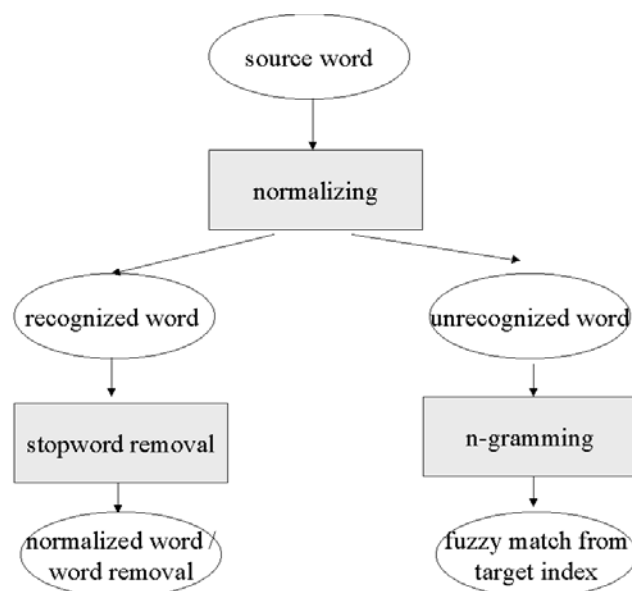 source word
normalizing
recognized word
unrecognized word
stopword removal
n-gramming
normalized word /
word removal
fuzzy match from
target index